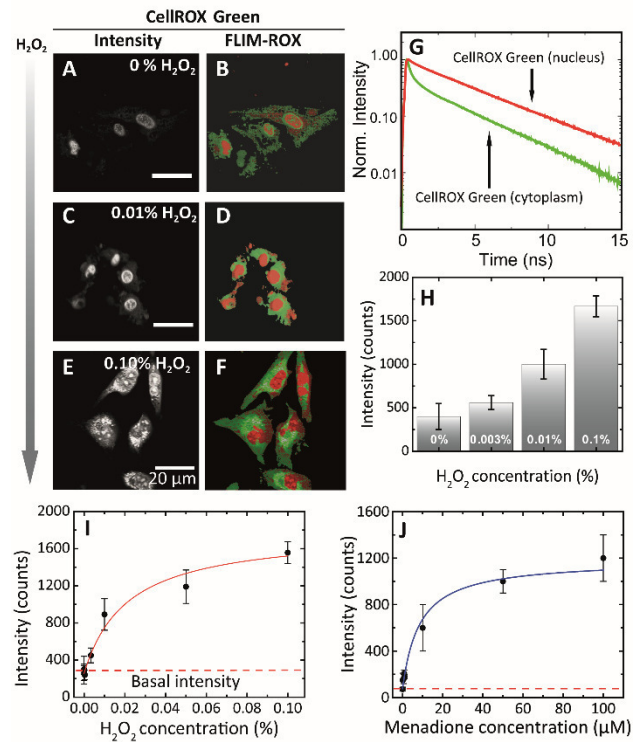 CellROX Green
H₂O₂
Intensity
FLIM-ROX
A
0 % H₂O₂
B
C
0.01% H₂O₂
D
E
0.10% H₂O₂
F
20 µm
G
CellROX Green (nucleus)
CellROX Green (cytoplasm)
Norm. Intensity
1.00
0.10
0.01
0
5
10
15
Time (ns)
H
Intensity (counts)
1750
1500
1250
1000
750
500
250
0
0%
0.003%
0.01%
0.1%
H₂O₂ concentration (%)
I
Intensity (counts)
2000
1600
1200
800
400
0
Basal intensity
0.00
0.02
0.04
0.06
0.08
0.10
H₂O₂ concentration (%)
J
Intensity (counts)
1600
1200
800
400
0
0
20
40
60
80
100
Menadione concentration (µM)